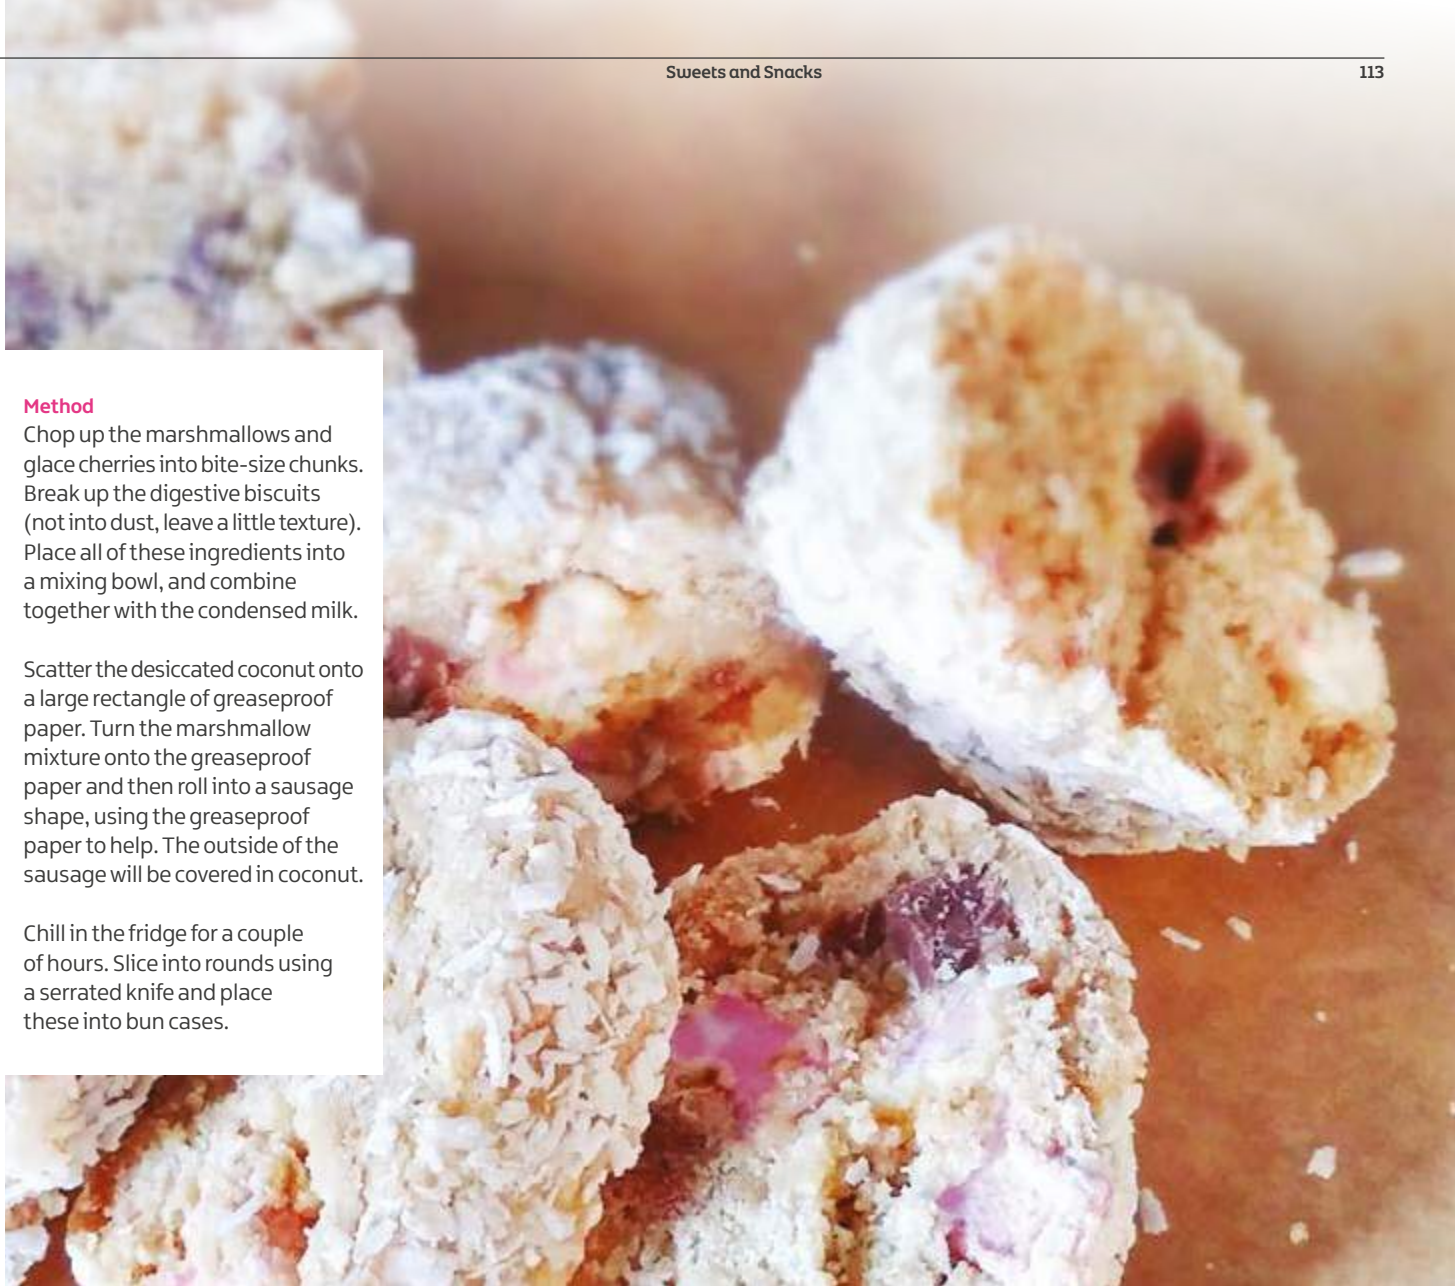 Sweets and Snacks
113
Method
Chop up the marshmallows and
glace cherries into bite-size chunks.
Break up the digestive biscuits
(not into dust, leave a little texture).
Place all of these ingredients into
a mixing bowl, and combine
together with the condensed milk.
Scatter the desiccated coconut onto
a large rectangle of greaseproof
paper. Turn the marshmallow
mixture onto the greaseproof
paper and then roll into a sausage
shape, using the greaseproof
paper to help. The outside of the
sausage will be covered in coconut.
Chill in the fridge for a couple
of hours. Slice into rounds using
a serrated knife and place
these into bun cases.